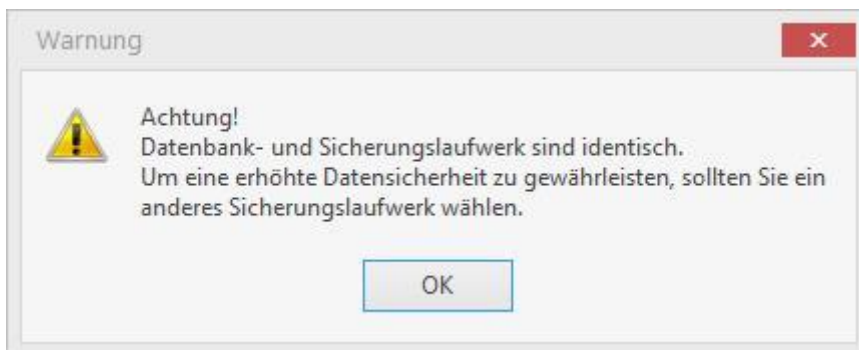 Warnung
Achtung!
Datenbank- und Sicherungslaufwerk sind identisch.
Um eine erhöhte Datensicherheit zu gewährleisten, sollten Sie ein
anderes Sicherungslaufwerk wählen.
OK